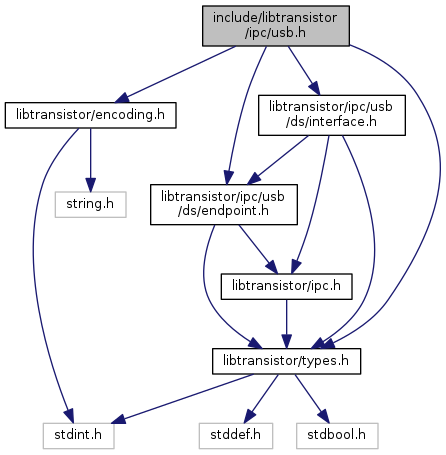 include/libtransistor
/ipc/usb.h
libtransistor/encoding.h
libtransistor/ipc/usb
/ds/interface.h
string.h
libtransistor/ipc/usb
/ds/endpoint.h
libtransistor/ipc.h
libtransistor/types.h
stdint.h
stddef.h
stdbool.h